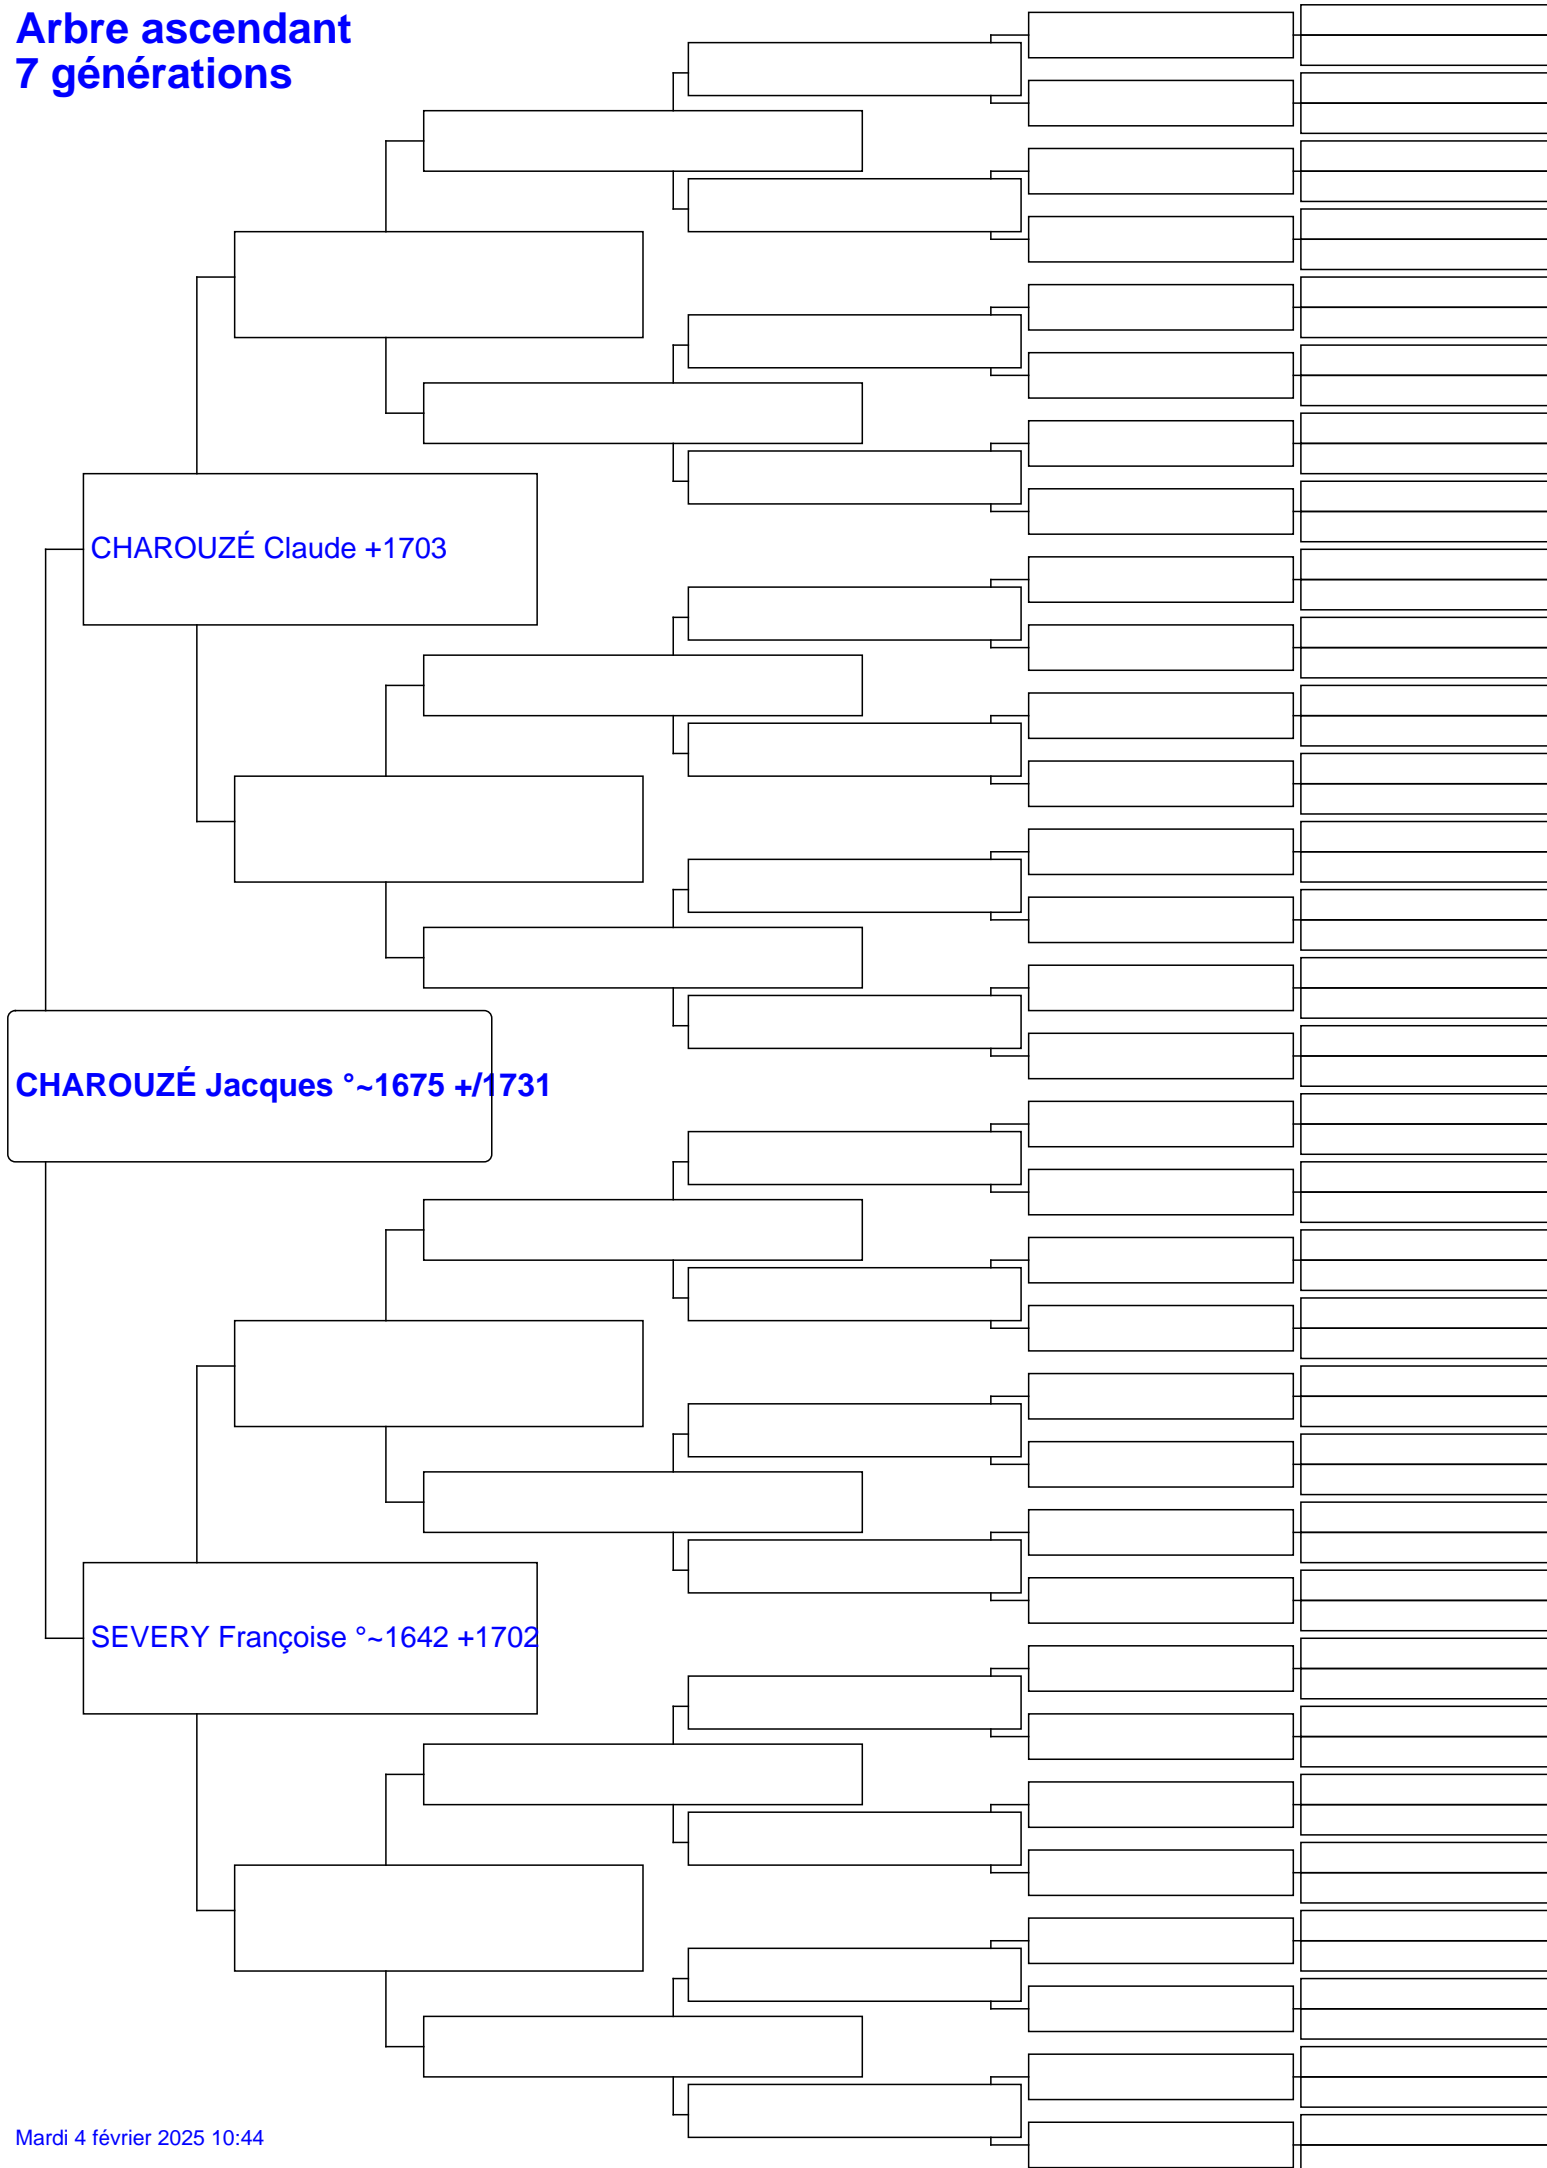 Arbre ascendant
7 générations
CHAROUZÉ Claude +1703
CHAROUZÉ Jacques °~1675 +/1731
SEVERY Françoise °~1642 +1702
Mardi 4 février 2025 10:44